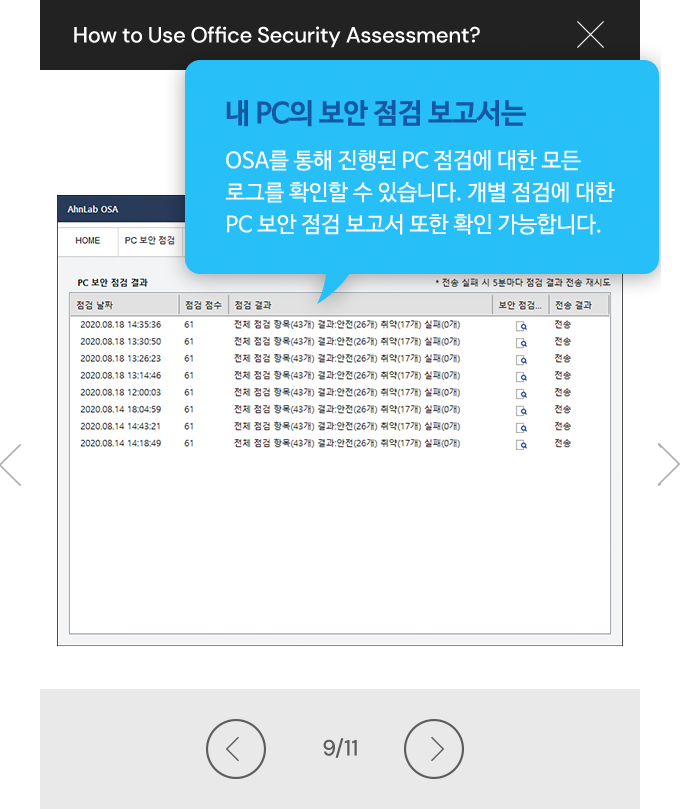 How to Use Office Security Assessment?
내 PC의 보안 점검 보고서는
OSA를 통해 진행된 PC 점검에 대한 모든
로그를 확인할 수 있습니다. 개별 점검에 대한
PC 보안 점검 보고서 또한 확인 가능합니다.
AhnLab OSA
HOME PC 보안 점검
PC 보안 점검 결과 * 전송 실패 시 5분마다 점검 결과 전송 재시도
점검 날짜 점검 점수 점검 결과 보안 점검... 전송 결과
2020.08.18 14:35:36 61 전체 점검 항목(43개) 결과:안전(26개) 취약(17개) 실패(0개) 전송
2020.08.18 13:30:50 61 전체 점검 항목(43개) 결과:안전(26개) 취약(17개) 실패(0개) 전송
2020.08.18 13:26:23 61 전체 점검 항목(43개) 결과:안전(26개) 취약(17개) 실패(0개) 전송
2020.08.18 13:14:46 61 전체 점검 항목(43개) 결과:안전(26개) 취약(17개) 실패(0개) 전송
2020.08.18 12:00:03 61 전체 점검 항목(43개) 결과:안전(26개) 취약(17개) 실패(0개) 전송
2020.08.14 18:04:59 61 전체 점검 항목(43개) 결과:안전(26개) 취약(17개) 실패(0개) 전송
2020.08.14 14:43:21 61 전체 점검 항목(43개) 결과:안전(26개) 취약(17개) 실패(0개) 전송
2020.08.14 14:18:49 61 전체 점검 항목(43개) 결과:안전(26개) 취약(17개) 실패(0개) 전송
9/11